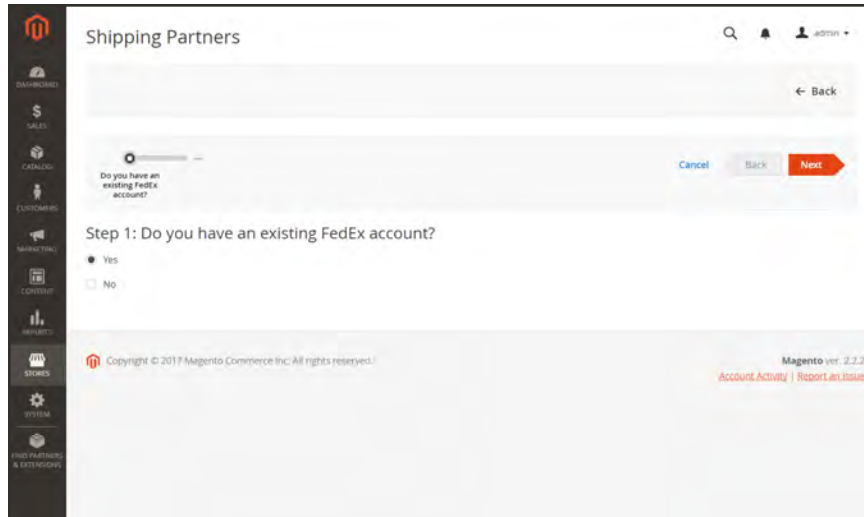 Shipping Partners
admin
DASHBOARD
SALES
CATALOG
CUSTOMERS
MARKETING
CONTENT
REPORTS
STORES
SYSTEM
FIND PARTNERS
& EXTENSIONS
← Back
Do you have an
existing FedEx
account?
Cancel
Back
Next
Step 1: Do you have an existing FedEx account?
Yes
No
Copyright © 2017 Magento Commerce Inc. All rights reserved.
Magento ver. 2.2.2
Account Activity | Report an Issue